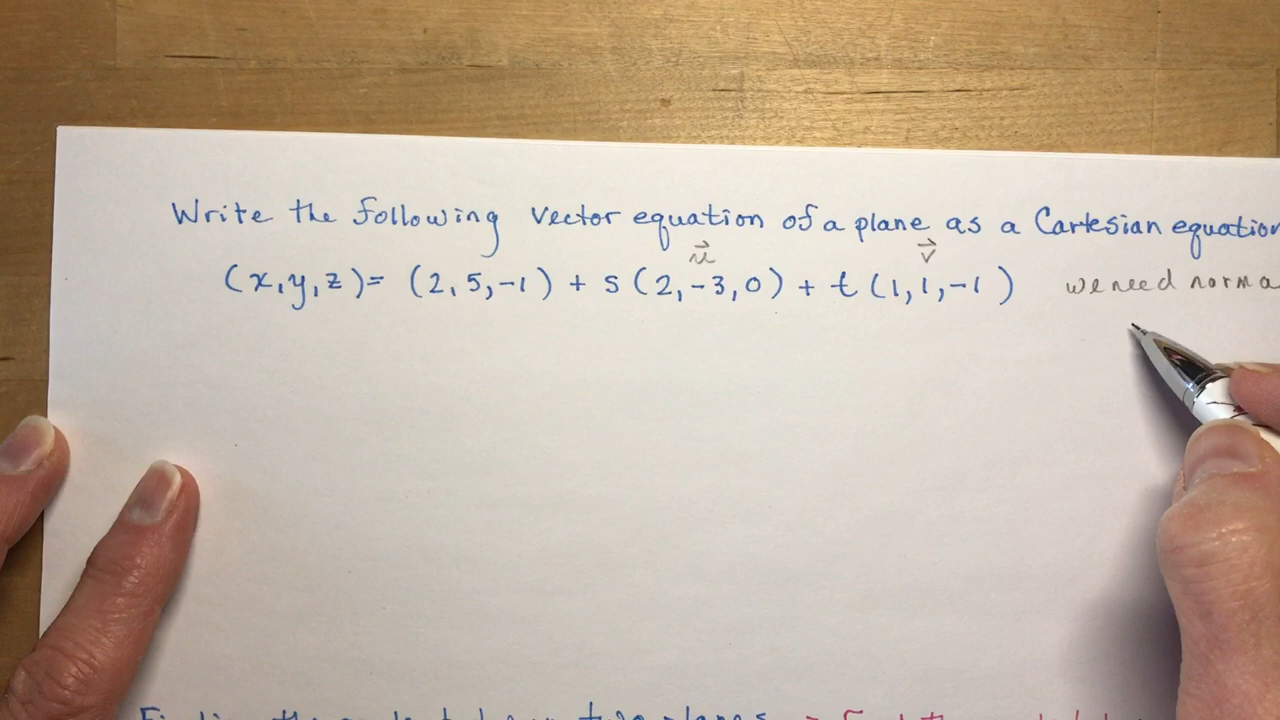 Write the following vector equation of a plane as a Cartesian equation
u⃗ v⃗
(x,y,z)= (2,5,-1) + s(2,-3,0) + t(1,1,-1) we need norma